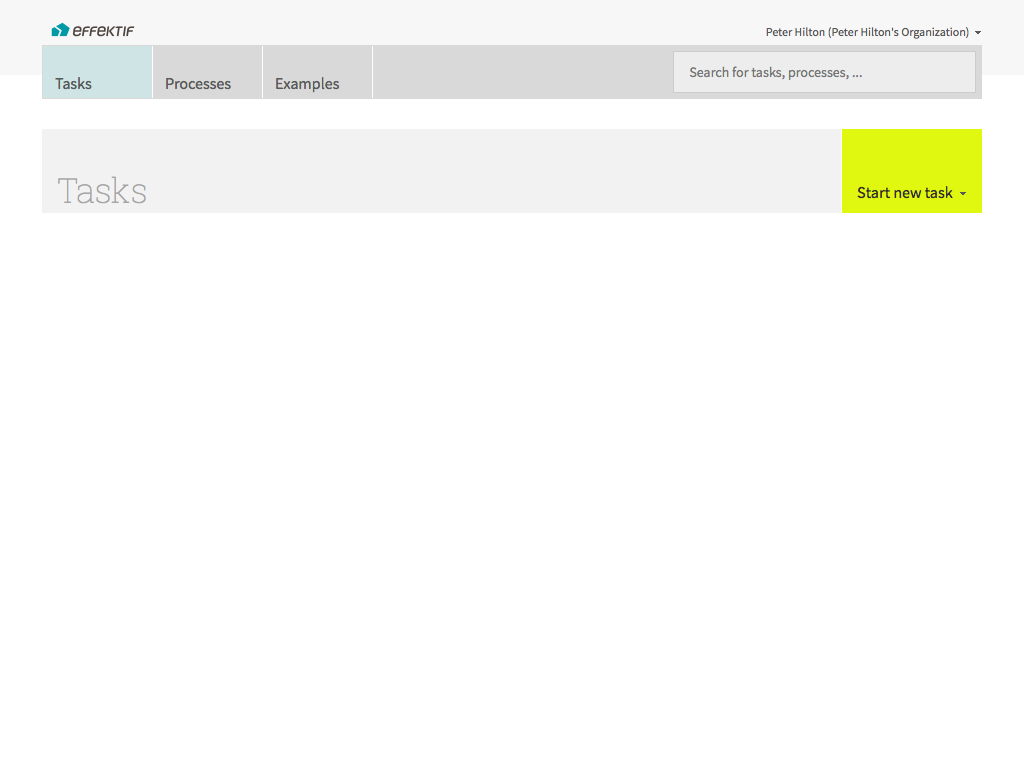 effektif
Peter Hilton (Peter Hilton's Organization)
Tasks
Processes
Examples
Search for tasks, processes, ...
Tasks
Start new task